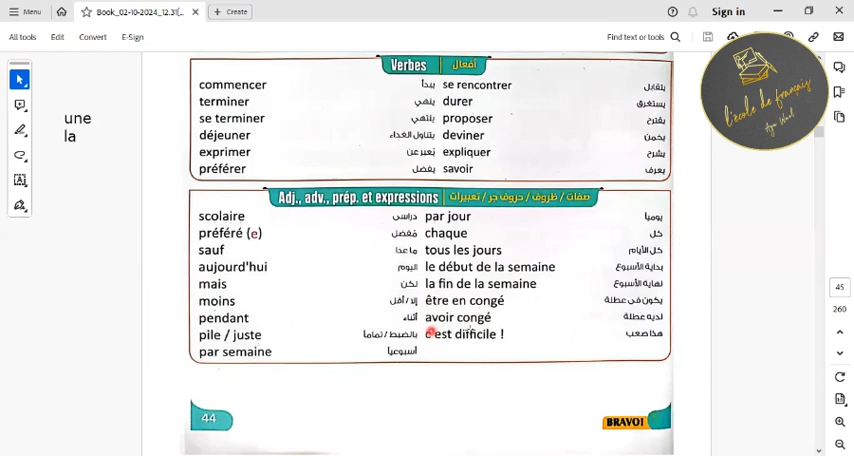 Menu
Book_02-10-2024_12.31[
Create
Sign in
All tools
Edit
Convert
E-Sign
Find text or tools
une
la
Verbes أفعال
commencer يبدأ se rencontrer يتقابل
terminer ينهي durer يستغرق
se terminer ينتهي proposer يقترح
déjeuner يتناول الغداء deviner يخمن
exprimer يُعبر عن expliquer يشرح
préférer يفضل savoir يعرف
Adj., adv., prép. et expressions صفات / ظروف / حروف جر / تعبيرات
scolaire دراسى par jour يومياً
préféré (e) مُفضل chaque كل
sauf ما عدا tous les jours كل الأيام
aujourd'hui اليوم le début de la semaine بداية الأسبوع
mais لكن la fin de la semaine نهاية الأسبوع
moins إلا / أقل être en congé يكون فى عطلة
pendant أثناء avoir congé لديه عطلة
pile / juste بالضبط / تماماً c'est difficile ! هذا صعب
par semaine أسبوعياً
44
BRAVO!
l'école de français
Aya Wael
45
260